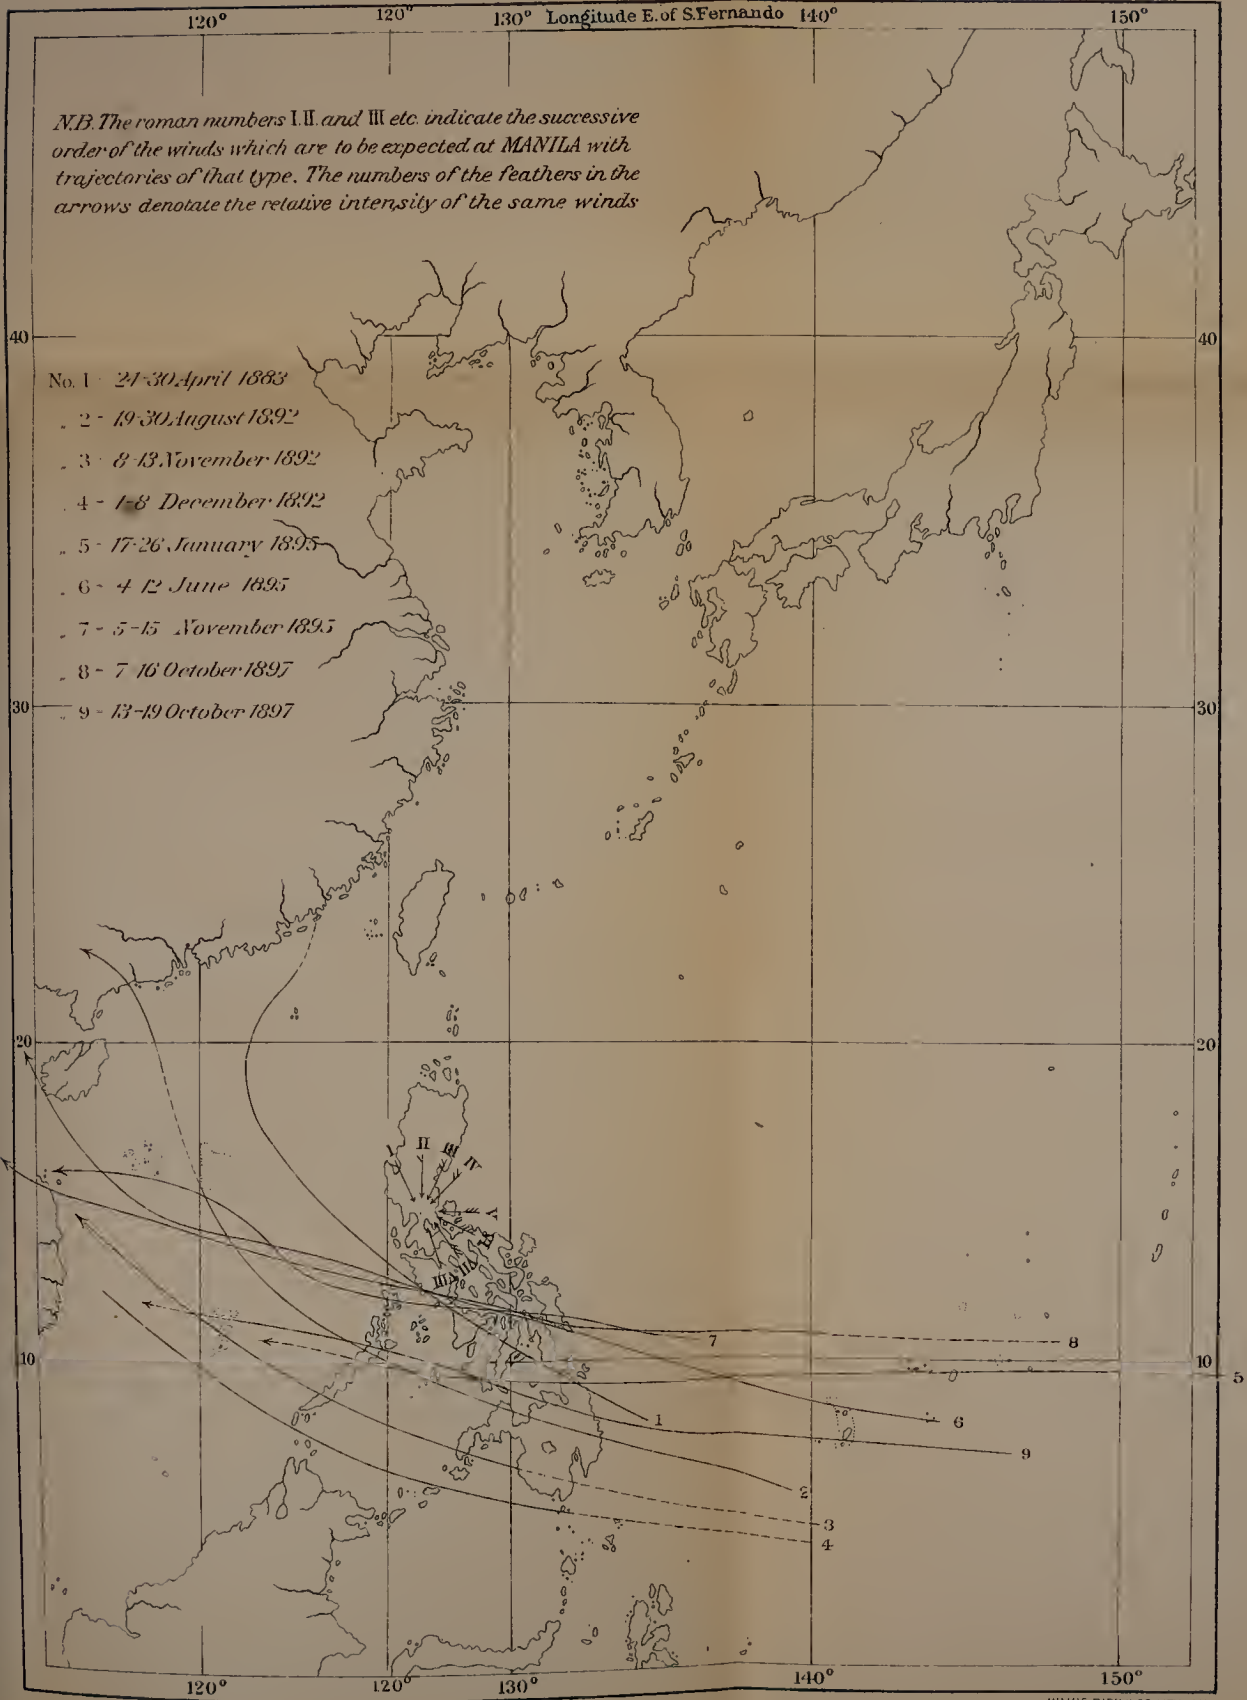 120° 120° 130° Longitude E. of S. Fernando 140° 150°
N.B. The roman numbers I. II. and III etc. indicate the successive
order of the winds which are to be expected at MANILA with
trajectories of that type. The numbers of the feathers in the
arrows denotate the relative intensity of the same winds
40 40
No. 1 - 24-30 April 1883
„ 2 - 19-30 August 1892
„ 3 - 8-13 November 1892
„ 4 - 1-8 December 1892
„ 5 - 17-26 January 1895
„ 6 - 4-12 June 1895
„ 7 - 5-15 November 1895
„ 8 - 7-16 October 1897
„ 9 - 13-19 October 1897
30 30
20 20
I II III IV
V
VI
VII
VIII
7 8
10 10
5
1 6
9
2
3
4
120° 120° 130° 140° 150°